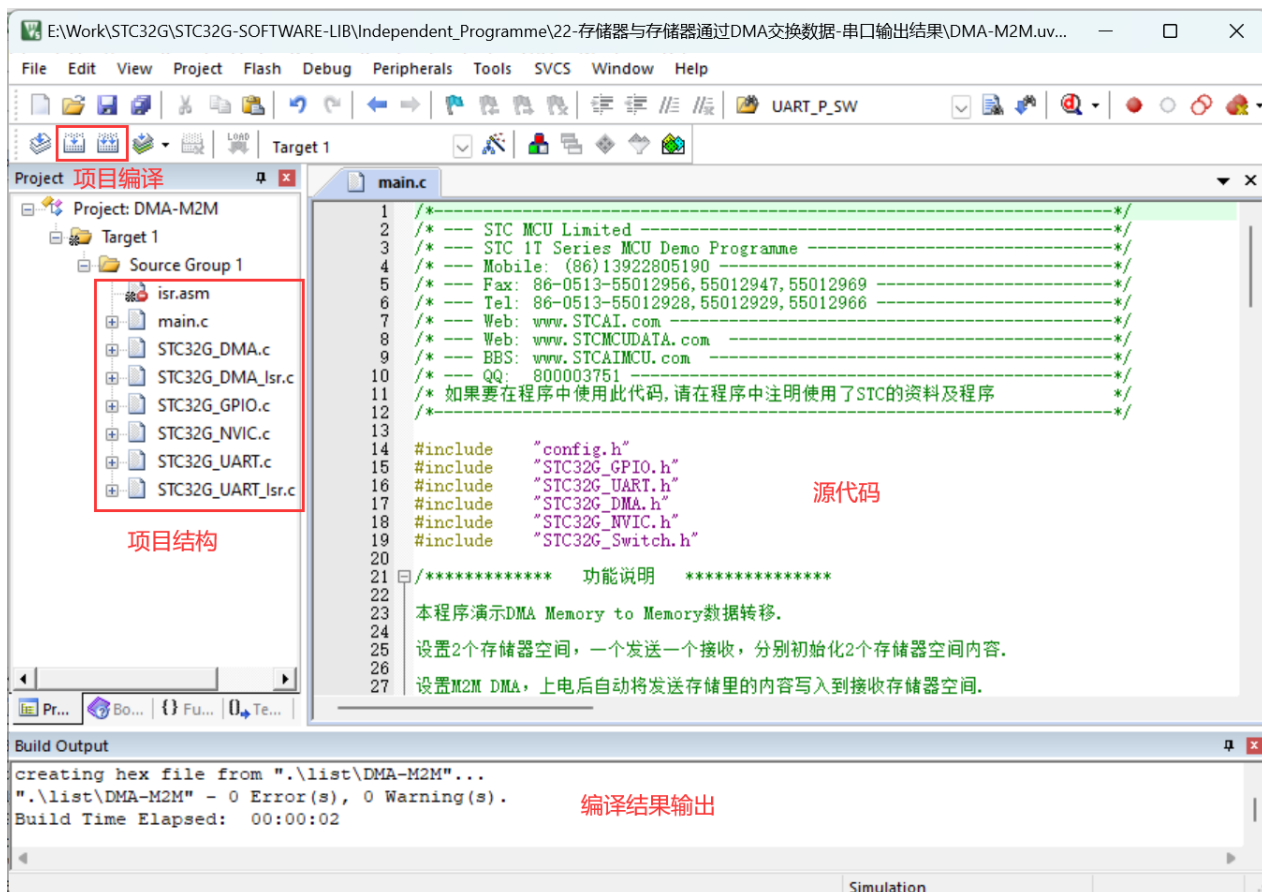 E:\Work\STC32G\STC32G-SOFTWARE-LIB\Independent_Programme\22-存储器与存储器通过DMA交换数据-串口输出结果\DMA-M2M.uv...
File Edit View Project Flash Debug Peripherals Tools SVCS Window Help
UART_P_SW
LOAD
Target 1
Project 项目编译
main.c
Project: DMA-M2M
Target 1
Source Group 1
isr.asm
main.c
STC32G_DMA.c
STC32G_DMA_Isr.c
STC32G_GPIO.c
STC32G_NVIC.c
STC32G_UART.c
STC32G_UART_Isr.c
项目结构
Pr... Bo... {} Fu... Te...
1 /*---------------------------------------------------------------------*/
2 /* --- STC MCU Limited ------------------------------------------------*/
3 /* --- STC 1T Series MCU Demo Programme -------------------------------*/
4 /* --- Mobile: (86)13922805190 ----------------------------------------*/
5 /* --- Fax: 86-0513-55012956,55012947,55012969 ------------------------*/
6 /* --- Tel: 86-0513-55012928,55012929,55012966 ------------------------*/
7 /* --- Web: www.STCAI.com ---------------------------------------------*/
8 /* --- Web: www.STCMCUDATA.com ---------------------------------------*/
9 /* --- BBS: www.STCAIMCU.com -----------------------------------------*/
10 /* --- QQ: 800003751 -------------------------------------------------*/
11 /* 如果要在程序中使用此代码,请在程序中注明使用了STC的资料及程序 */
12 /*---------------------------------------------------------------------*/
13
14 #include "config.h"
15 #include "STC32G_GPIO.h"
16 #include "STC32G_UART.h"
17 #include "STC32G_DMA.h"
18 #include "STC32G_NVIC.h"
19 #include "STC32G_Switch.h"
20
21 /************* 功能说明 ***************
22
23 本程序演示DMA Memory to Memory数据转移.
24
25 设置2个存储器空间，一个发送一个接收，分别初始化2个存储器空间内容.
26
27 设置M2M DMA，上电后自动将发送存储里的内容写入到接收存储器空间.
源代码
Build Output
creating hex file from ".\list\DMA-M2M"...
".\list\DMA-M2M" - 0 Error(s), 0 Warning(s).
Build Time Elapsed: 00:00:02
编译结果输出
Simulation